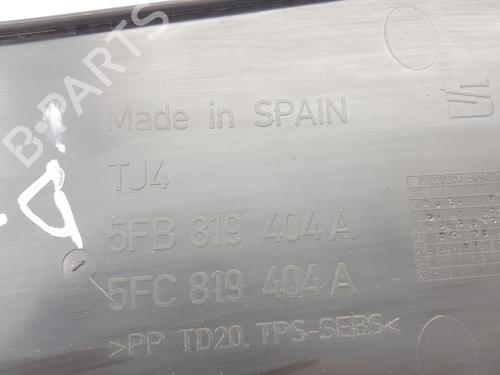 B-PARTS
Made in SPAIN
TJ4
5FB 819 404 A
5FC 819 404 A
>PP TD20. TPS-SEBS<